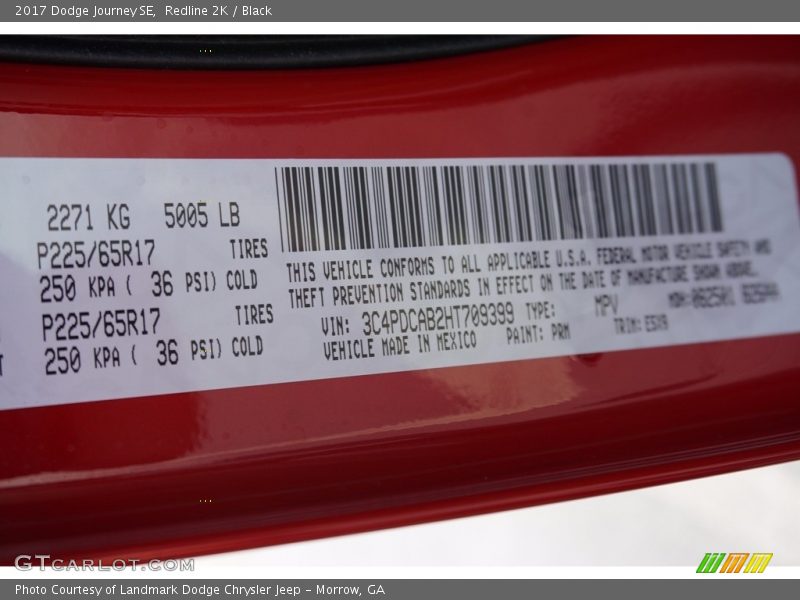 2017 Dodge Journey SE, Redline 2K / Black
2271 KG 5005 LB
P225/65R17 TIRES
250 KPA ( 36 PSI) COLD
P225/65R17 TIRES
250 KPA ( 36 PSI) COLD
THIS VEHICLE CONFORMS TO ALL APPLICABLE U.S.A. FEDERAL MOTOR VEHICLE SAFETY AND
THEFT PREVENTION STANDARDS IN EFFECT ON THE DATE OF MANUFACTURE SHOWN ABOVE.
VIN: 3C4PDCAB2HT709399 TYPE: MPV MDH:
VEHICLE MADE IN MEXICO PAINT: PRM TRIM:
GTCARLOT.COM
Photo Courtesy of Landmark Dodge Chrysler Jeep - Morrow, GA